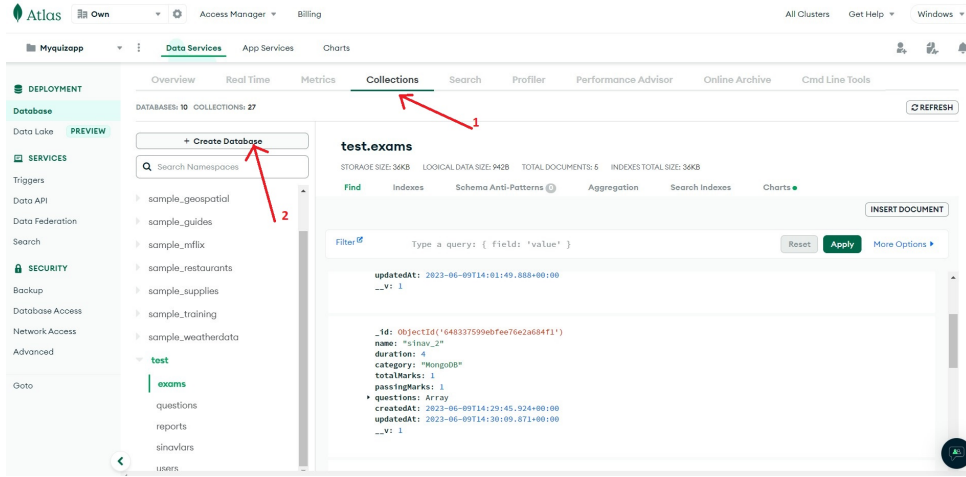 Atlas
Own
Access Manager
Billing
All Clusters
Get Help
Windows
Myquizapp
Data Services
App Services
Charts
DEPLOYMENT
Database
Data Lake PREVIEW
SERVICES
Triggers
Data API
Data Federation
Search
SECURITY
Backup
Database Access
Network Access
Advanced
Goto
Overview
Real Time
Metrics
Collections
Search
Profiler
Performance Advisor
Online Archive
Cmd Line Tools
DATABASES: 10 COLLECTIONS: 27
REFRESH
1
+ Create Database
Search Namespaces
2
sample_geospatial
sample_guides
sample_mflix
sample_restaurants
sample_supplies
sample_training
sample_weatherdata
test
exams
questions
reports
sinavlars
users
test.exams
STORAGE SIZE: 36KB LOGICAL DATA SIZE: 942B TOTAL DOCUMENTS: 5 INDEXES TOTAL SIZE: 36KB
Find
Indexes
Schema Anti-Patterns 0
Aggregation
Search Indexes
Charts
INSERT DOCUMENT
Filter
Type a query: { field: 'value' }
Reset
Apply
More Options
updatedAt: 2023-06-09T14:01:49.888+00:00
__v: 1
_id: ObjectId('648337599ebfee76e2a684f1')
name: "sinav_2"
duration: 4
category: "MongoDB"
totalMarks: 1
passingMarks: 1
questions: Array
createdAt: 2023-06-09T14:29:45.924+00:00
updatedAt: 2023-06-09T14:30:09.871+00:00
__v: 1